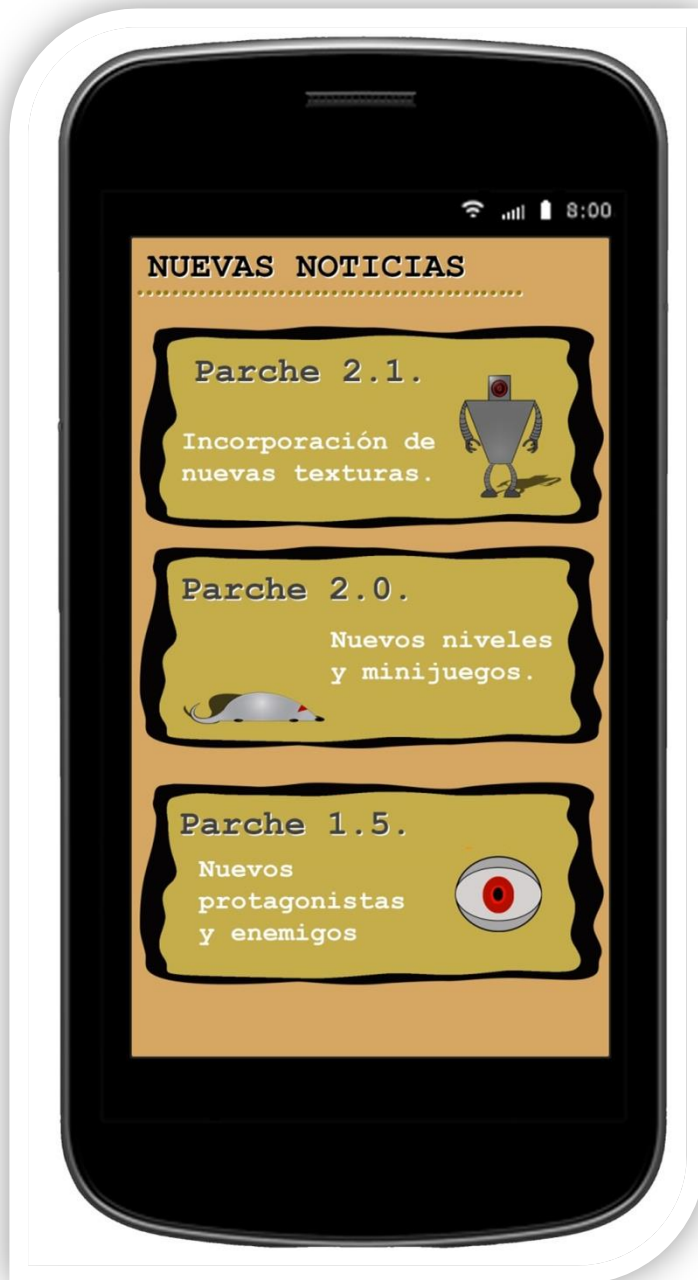 8:00
NUEVAS NOTICIAS
Parche 2.1.
Incorporación de
nuevas texturas.
Parche 2.0.
Nuevos niveles
y minijuegos.
Parche 1.5.
Nuevos
protagonistas
y enemigos